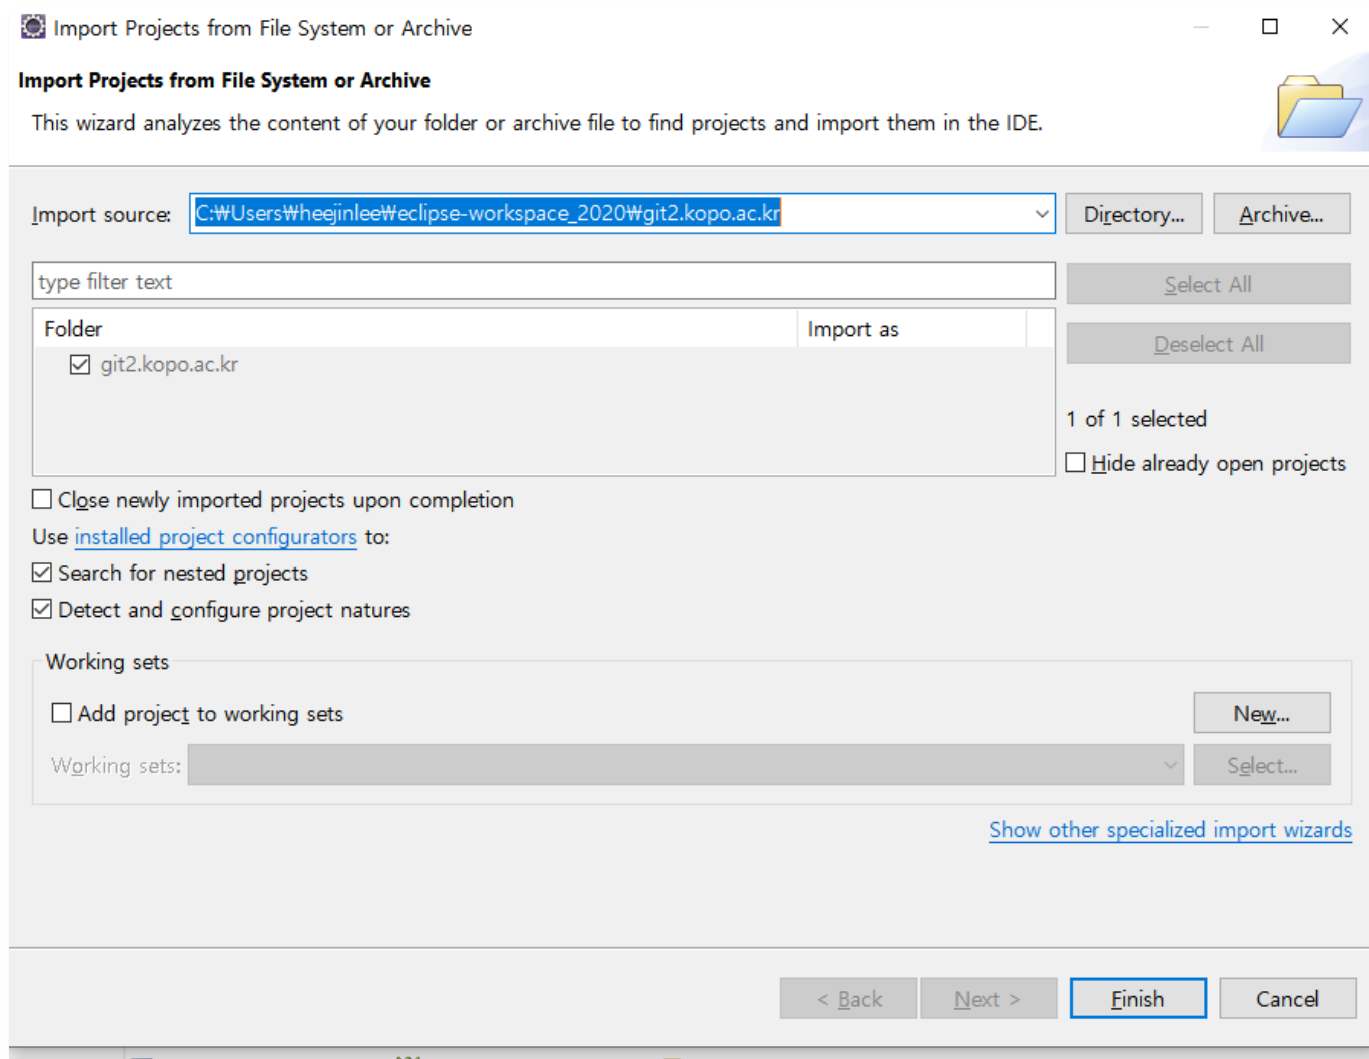 Import Projects from File System or Archive
Import Projects from File System or Archive
This wizard analyzes the content of your folder or archive file to find projects and import them in the IDE.
Import source: C:₩Users₩heejinlee₩eclipse-workspace_2020₩git2.kopo.ac.kr Directory... Archive...
type filter text Select All
Folder Import as
Deselect All
git2.kopo.ac.kr
1 of 1 selected
Hide already open projects
Close newly imported projects upon completion
Use installed project configurators to:
Search for nested projects
Detect and configure project natures
Working sets
Add project to working sets New...
Working sets: Select...
Show other specialized import wizards
< Back Next > Finish Cancel